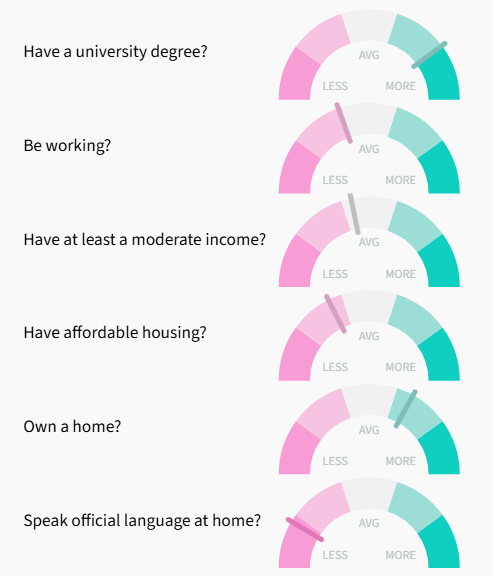 Have a university degree?
AVG
LESS MORE
Be working?
AVG
LESS MORE
Have at least a moderate income?
AVG
LESS MORE
Have affordable housing?
AVG
LESS MORE
Own a home?
AVG
LESS MORE
Speak official language at home?
AVG
LESS MORE